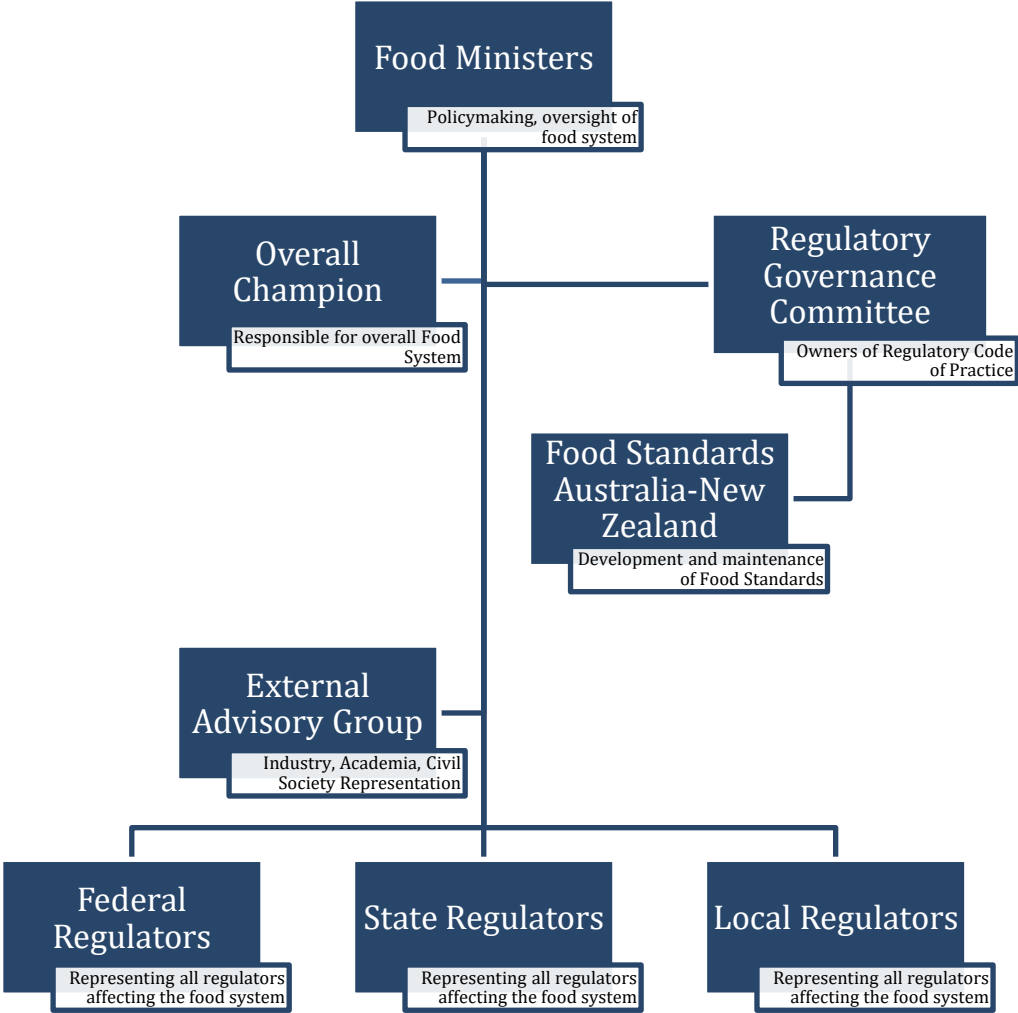 Food Ministers
Policymaking, oversight of
food system
Overall
Champion
Responsible for overall Food
System
Regulatory
Governance
Committee
Owners of Regulatory Code
of Practice
Food Standards
Australia-New
Zealand
Development and maintenance
of Food Standards
External
Advisory Group
Industry, Academia, Civil
Society Representation
Federal
Regulators
Representing all regulators
affecting the food system
State Regulators
Representing all regulators
affecting the food system
Local Regulators
Representing all regulators
affecting the food system